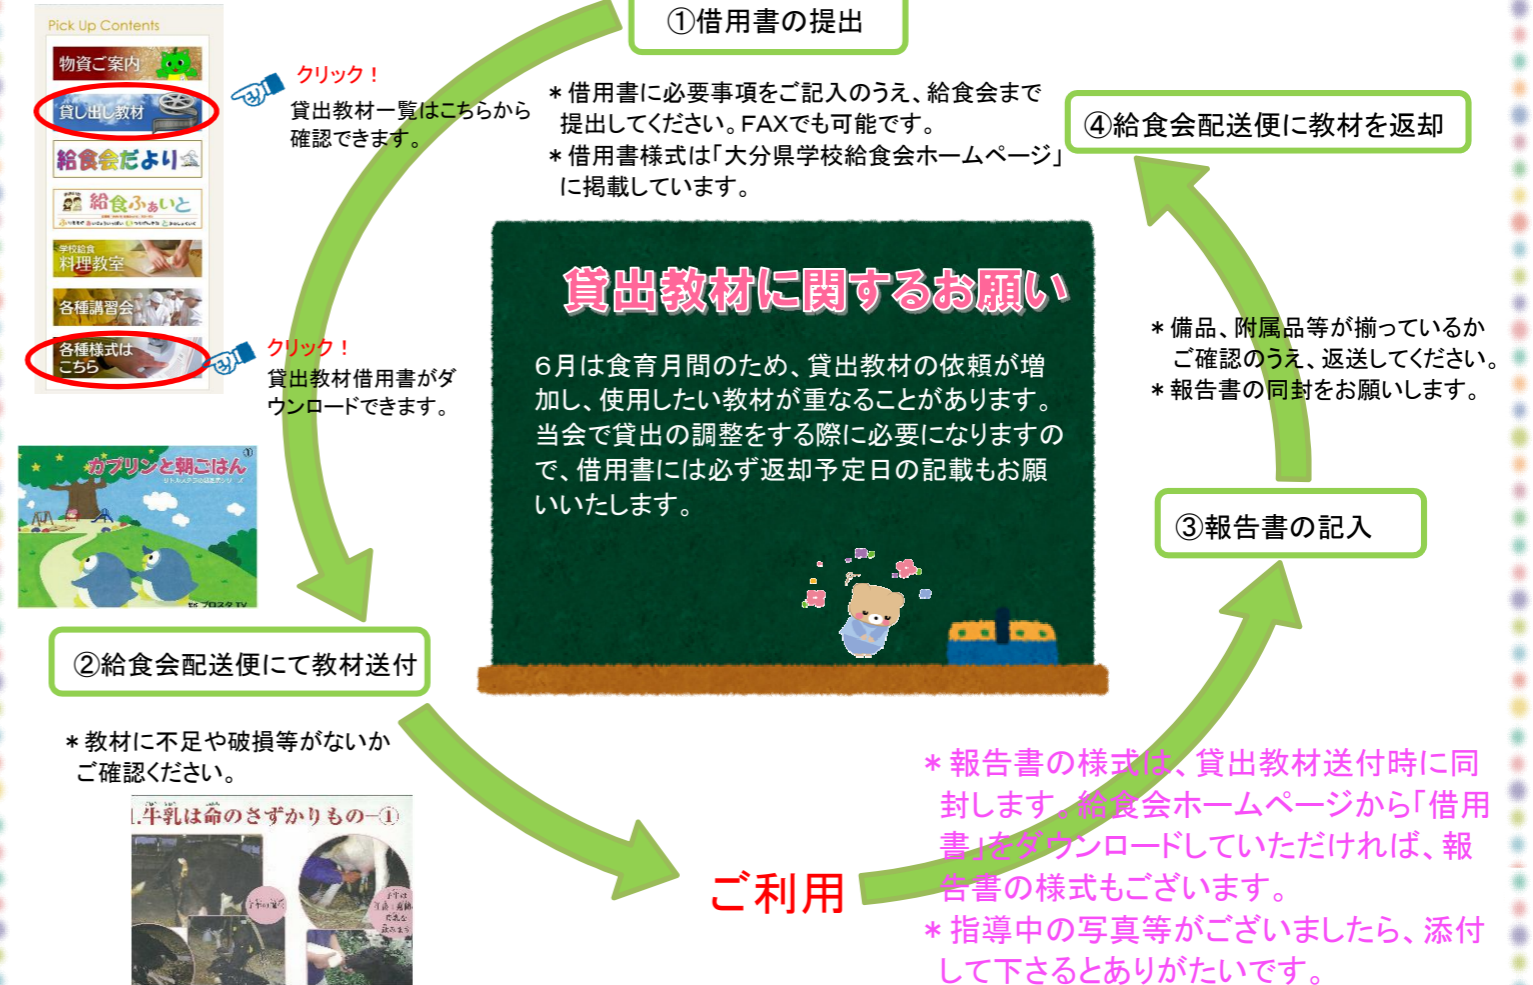 ①借用書の提出
Pick Up Contents
物資ご案内
貸し出し教材
給食会だより
給食ふぁいと
学校給食
料理教室
各種講習会
各種様式は
こちら
クリック！
貸出教材一覧はこちらから
確認できます。
クリック！
貸出教材借用書がダ
ウンロードできます。
＊借用書に必要事項をご記入のうえ、給食会まで
提出してください。FAXでも可能です。
＊借用書様式は「大分県学校給食会ホームページ」
に掲載しています。
④給食会配送便に教材を返却
＊備品、附属品等が揃っているか
ご確認のうえ、返送してください。
＊報告書の同封をお願いします。
貸出教材に関するお願い
６月は食育月間のため、貸出教材の依頼が増
加し、使用したい教材が重なることがあります。
当会で貸出の調整をする際に必要になりますの
で、借用書には必ず返却予定日の記載もお願
いいたします。
③報告書の記入
カプリンと朝ごはん
①
②給食会配送便にて教材送付
＊教材に不足や破損等がないか
ご確認ください。
1.牛乳は命のさずかりもの－①
ご利用
＊報告書の様式は、貸出教材送付時に同
封します。給食会ホームページから「借用
書」をダウンロードしていただければ、報
告書の様式もございます。
＊指導中の写真等がございましたら、添付
して下さるとありがたいです。